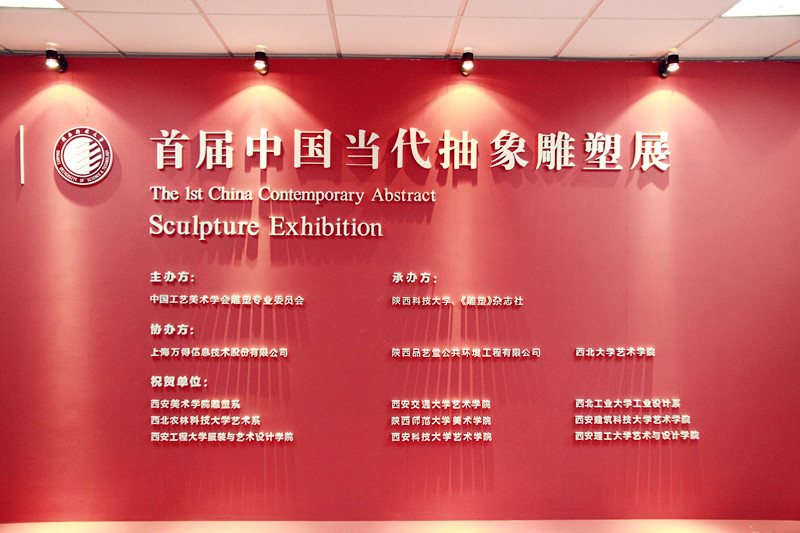 首届中国当代抽象雕塑展
The 1st China Contemporary Abstract
Sculpture Exhibition
主办方：
中国工艺美术学会雕塑专业委员会
承办方：
陕西科技大学、《雕塑》杂志社
协办方：
上海万得信息技术股份有限公司
陕西品艺堂公共环境工程有限公司
西北大学艺术学院
祝贺单位：
西安美术学院雕塑系
西安交通大学艺术学院
西北工业大学工业设计系
西北农林科技大学艺术系
陕西师范大学美术学院
西安建筑科技大学艺术学院
西安工程大学服装与艺术设计学院
西安科技大学艺术学院
西安理工大学艺术与设计学院